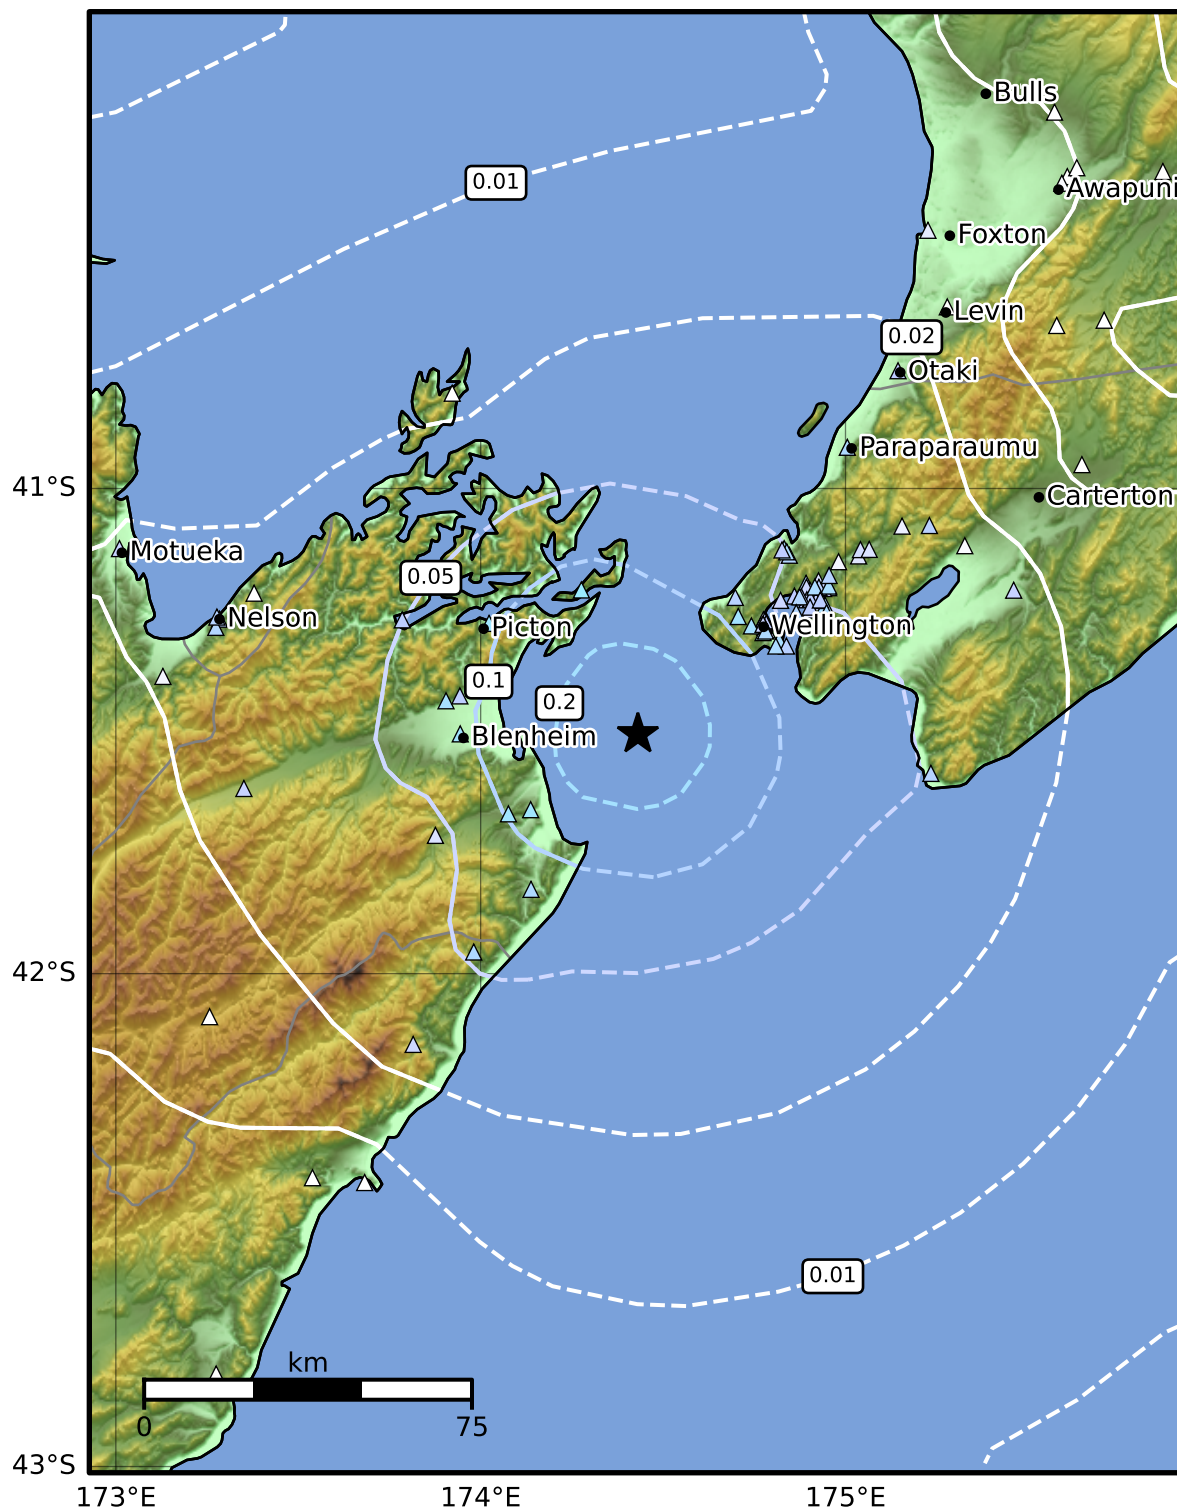 Bulls
0.01
Awapuni
Foxton
Levin
0.02
Otaki
Paraparaumu
41°S
Carterton
Motueka
0.05
Nelson
Picton
Wellington
0.1
0.2
Blenheim
42°S
0.01
km
0 75
43°S
173°E 174°E 175°E